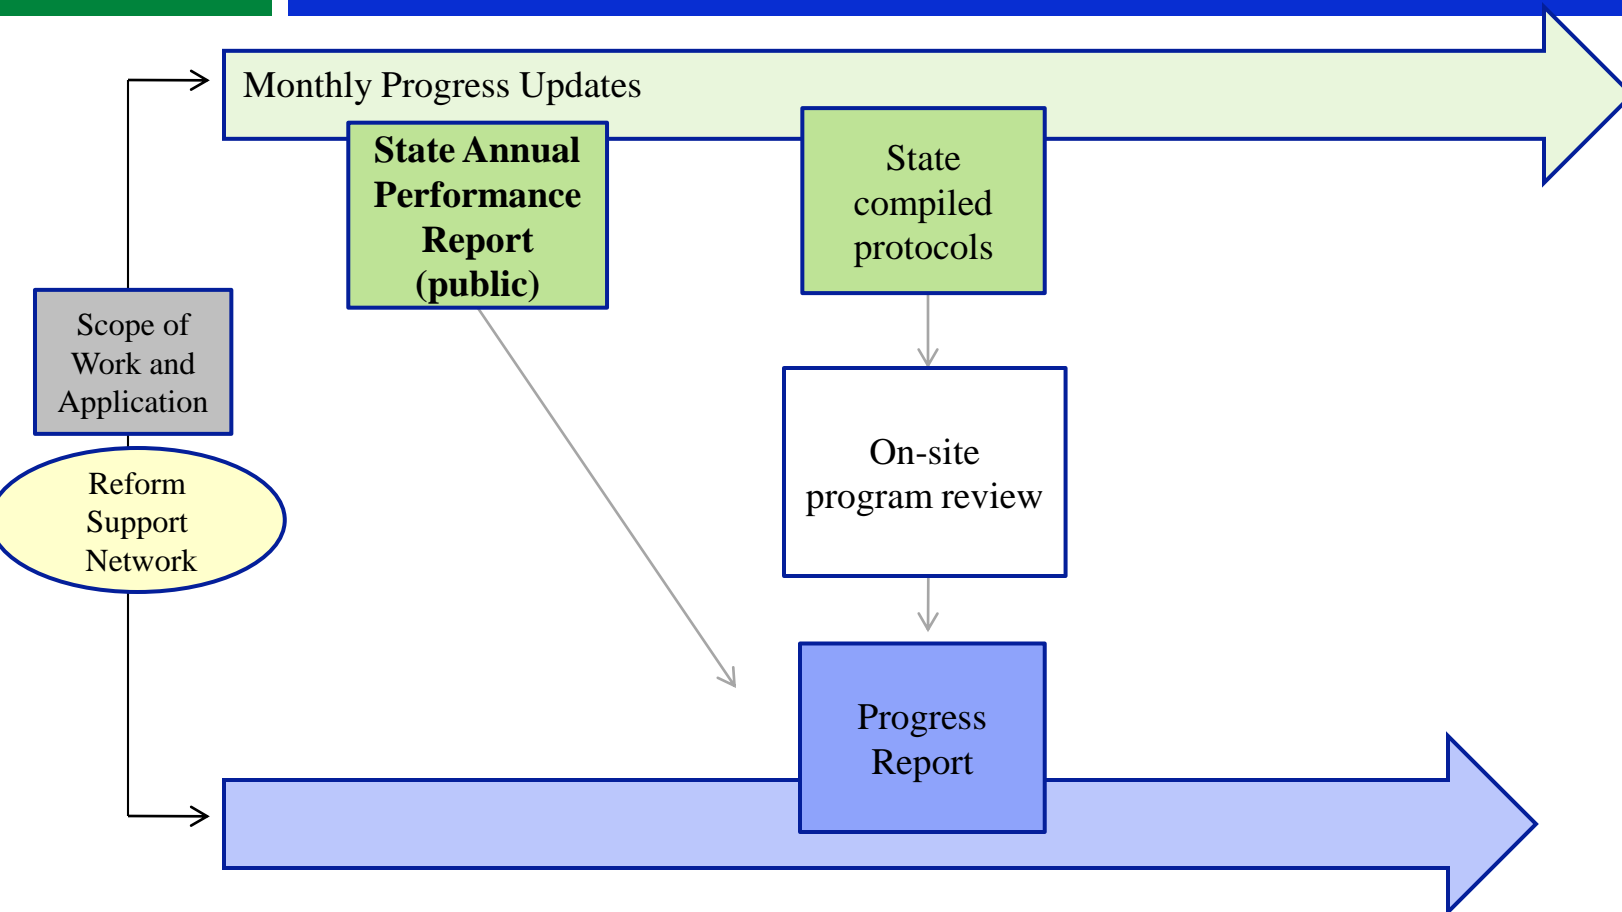 Monthly Progress Updates
State Annual
Performance
Report
(public)
State
compiled
protocols
Scope of
Work and
Application
Reform
Support
Network
On-site
program review
Progress
Report